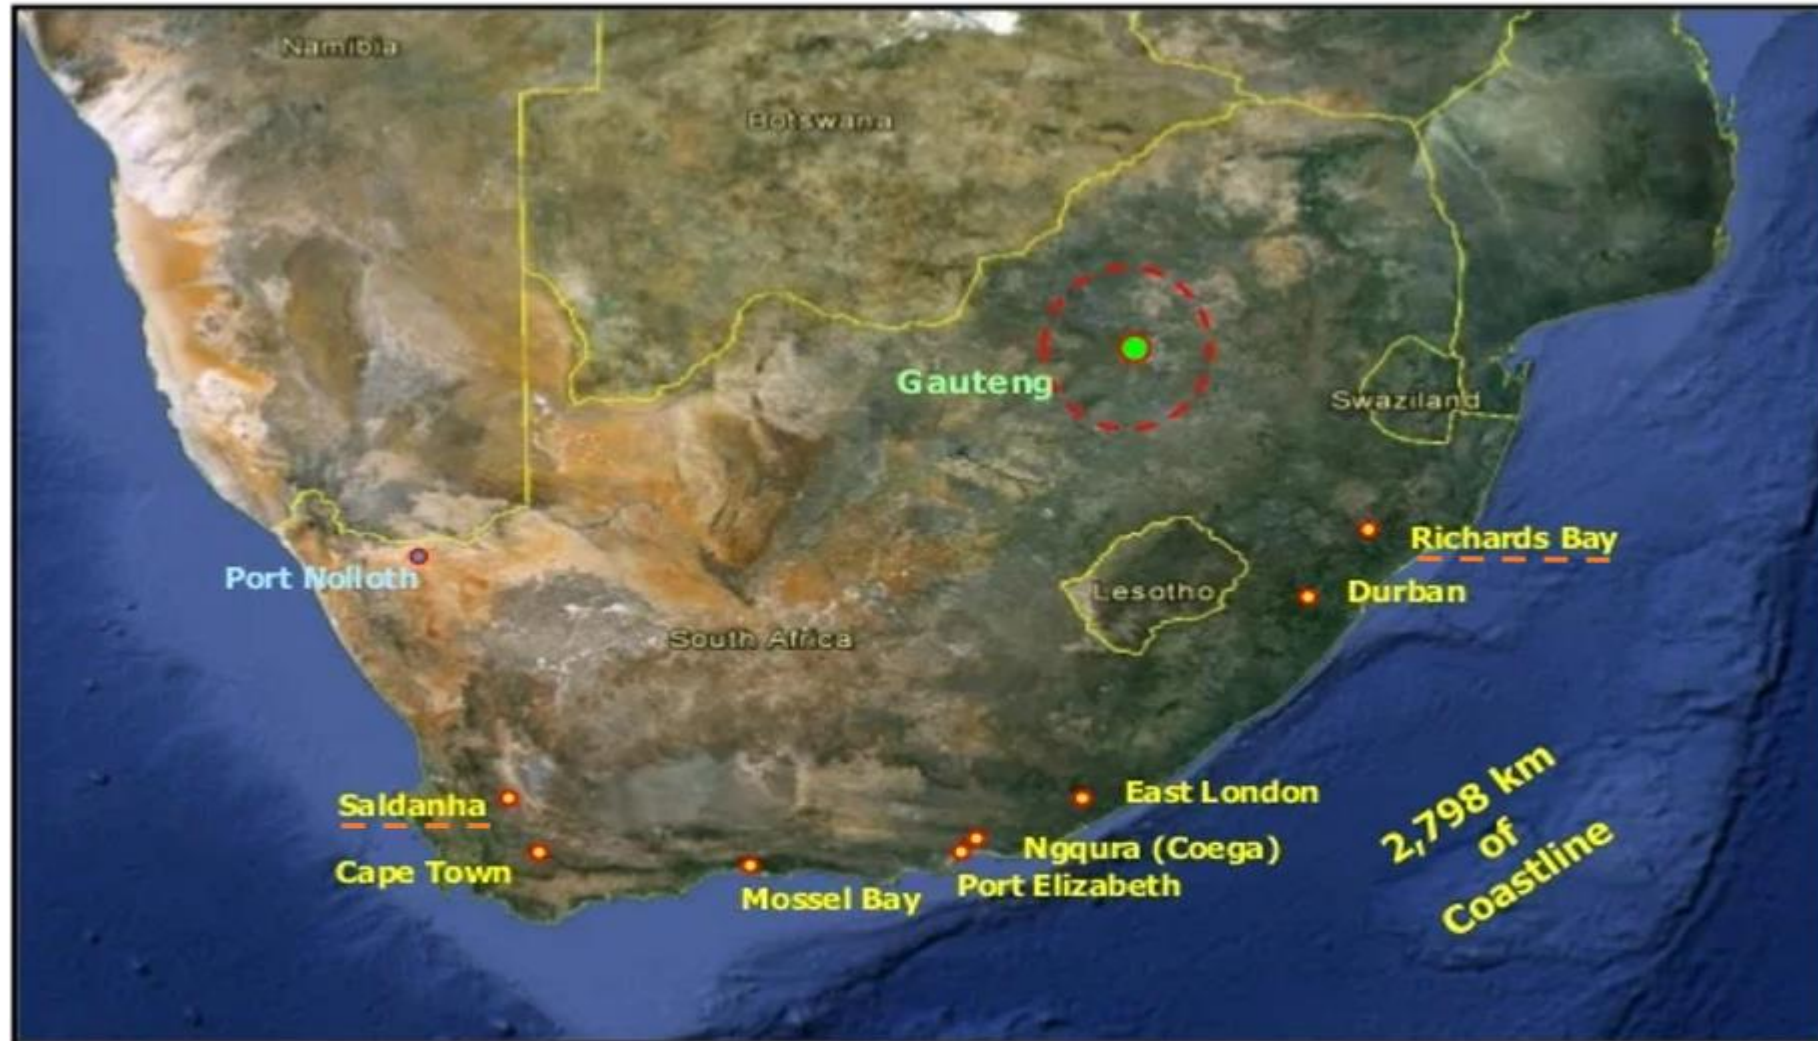 Namibia
Botswana
Gauteng
Swaziland
Richards Bay
Port Nolloth
Durban
Lesotho
South Africa
East London
Saldanha
2,798 km
of
Coastline
Ngqura (Coega)
Cape Town
Port Elizabeth
Mossel Bay